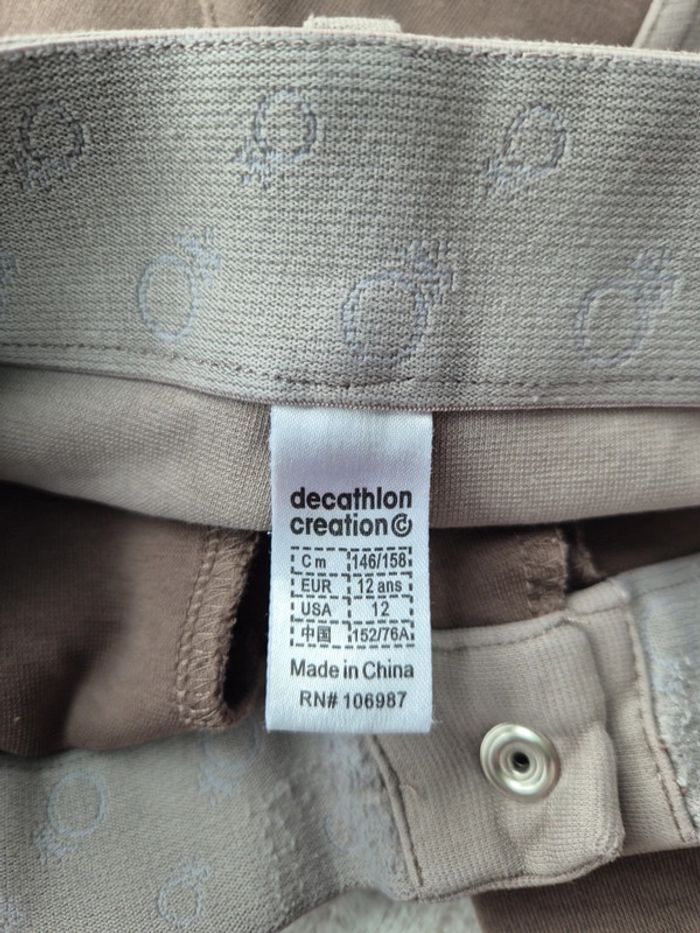 decathlon
creation
Cm 146/158
EUR 12 ans
USA 12
中国 152/76A
Made in China
RN# 106987